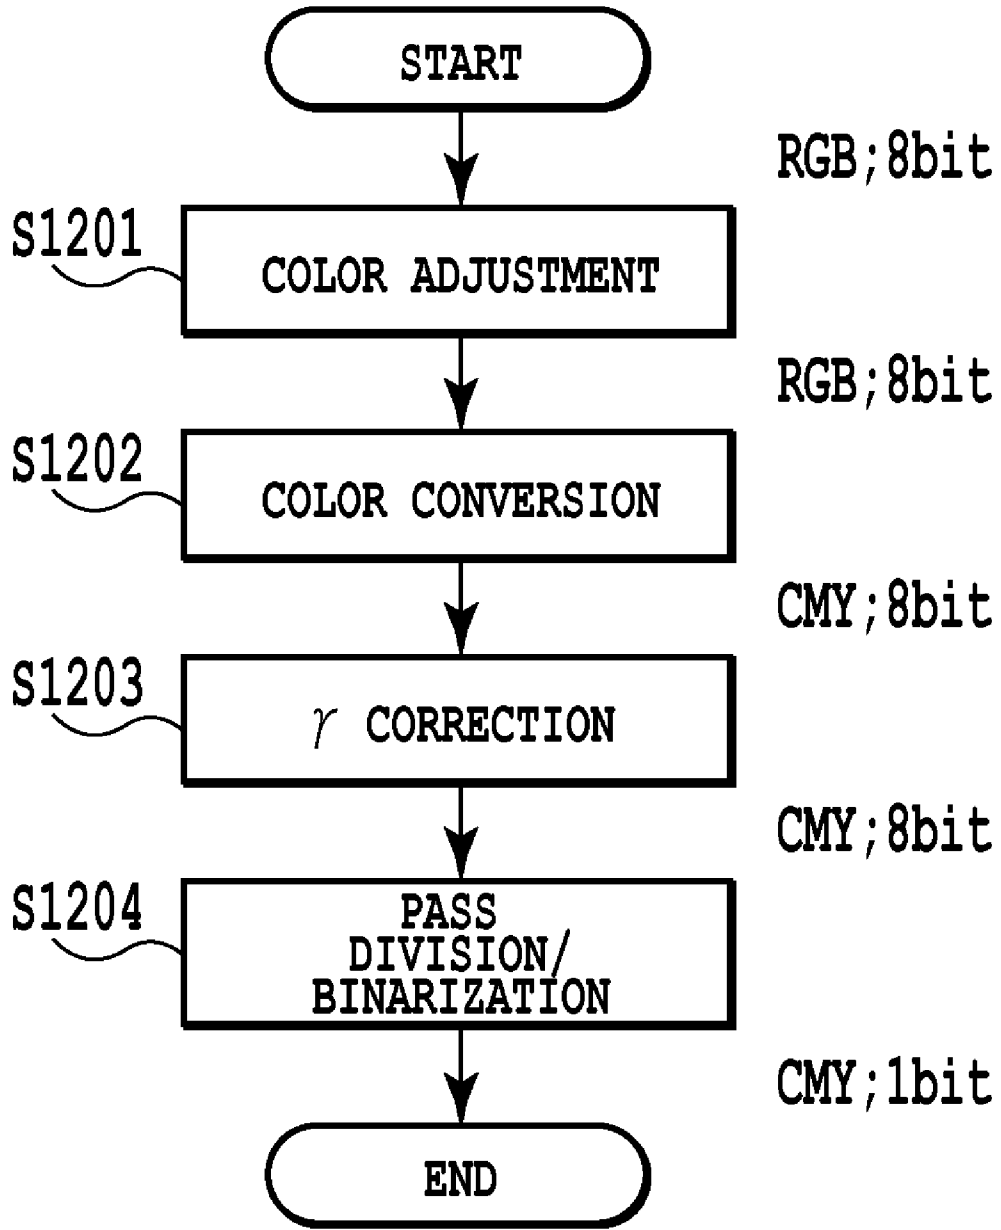 START
RGB;8bit
S1201
COLOR ADJUSTMENT
RGB;8bit
S1202
COLOR CONVERSION
CMY;8bit
S1203
γ CORRECTION
CMY;8bit
S1204
PASS
DIVISION/
BINARIZATION
CMY;1bit
END